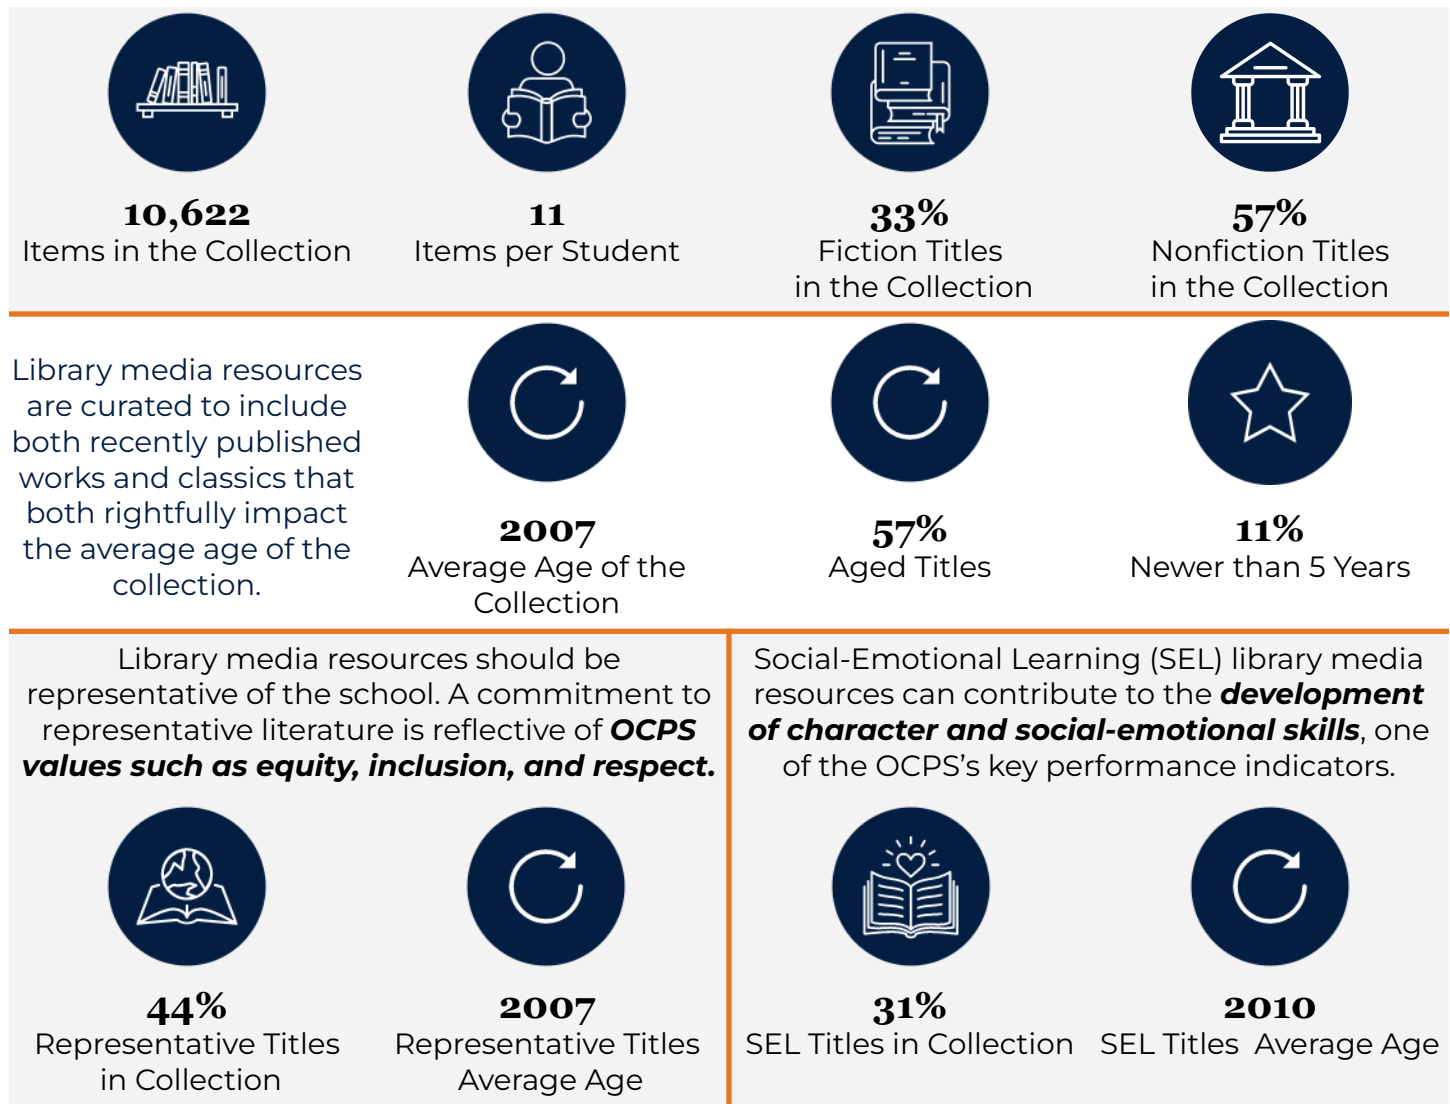 10,622
Items in the Collection
11
Items per Student
33%
Fiction Titles
in the Collection
57%
Nonfiction Titles
in the Collection
Library media resources
are curated to include
both recently published
works and classics that
both rightfully impact
the average age of the
collection.
2007
Average Age of the
Collection
57%
Aged Titles
11%
Newer than 5 Years
Library media resources should be
representative of the school. A commitment to
representative literature is reflective of OCPS
values such as equity, inclusion, and respect.
44%
Representative Titles
in Collection
2007
Representative Titles
Average Age
Social-Emotional Learning (SEL) library media
resources can contribute to the development
of character and social-emotional skills, one
of the OCPS's key performance indicators.
31%
SEL Titles in Collection
2010
SEL Titles  Average Age